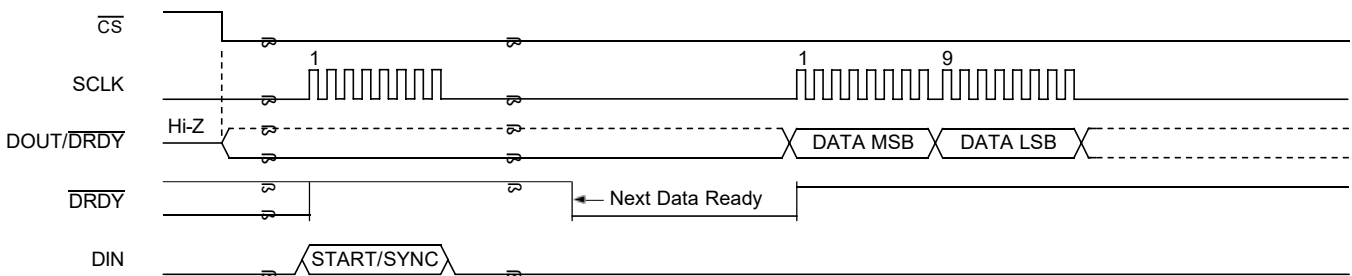 CS
1
1
9
SCLK
Hi-Z
DOUT/DRDY
DATA MSB
DATA LSB
DRDY
Next Data Ready
DIN
START/SYNC